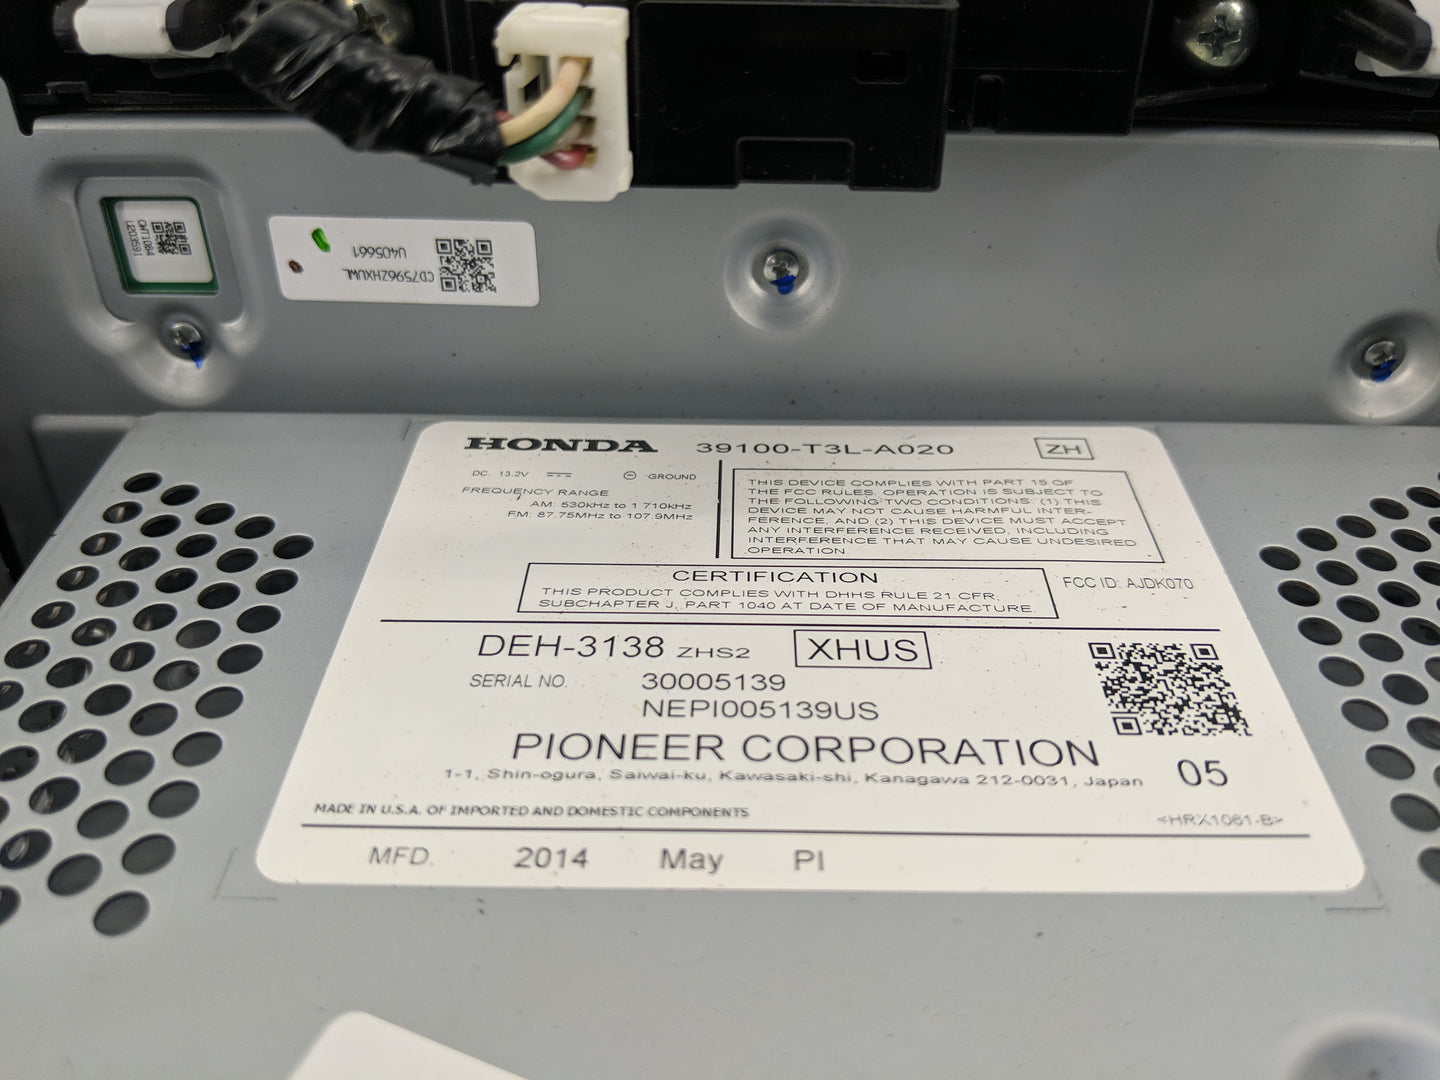 CWT108A
CD7596ZHXUWL
U405661
HONDA 39100-T3L-A020 ZH
DC. 13.2V GROUND
FREQUENCY RANGE
AM: 530kHz to 1 710kHz
FM: 87.75MHz to 107.9MHz
THIS DEVICE COMPLIES WITH PART 15 OF
THE FCC RULES. OPERATION IS SUBJECT TO
THE FOLLOWING TWO CONDITIONS: (1) THIS
DEVICE MAY NOT CAUSE HARMFUL INTER-
FERENCE, AND (2) THIS DEVICE MUST ACCEPT
ANY INTERFERENCE RECEIVED, INCLUDING
INTERFERENCE THAT MAY CAUSE UNDESIRED
OPERATION.
CERTIFICATION
THIS PRODUCT COMPLIES WITH DHHS RULE 21 CFR,
SUBCHAPTER J, PART 1040 AT DATE OF MANUFACTURE.
FCC ID: AJDK070
DEH-3138 ZHS2 XHUS
SERIAL NO. 30005139
NEPI005139US
PIONEER CORPORATION
1-1, Shin-ogura, Saiwai-ku, Kawasaki-shi, Kanagawa 212-0031, Japan
05
MADE IN U.S.A. OF IMPORTED AND DOMESTIC COMPONENTS
<HRX1061-B>
MFD. 2014 May PI